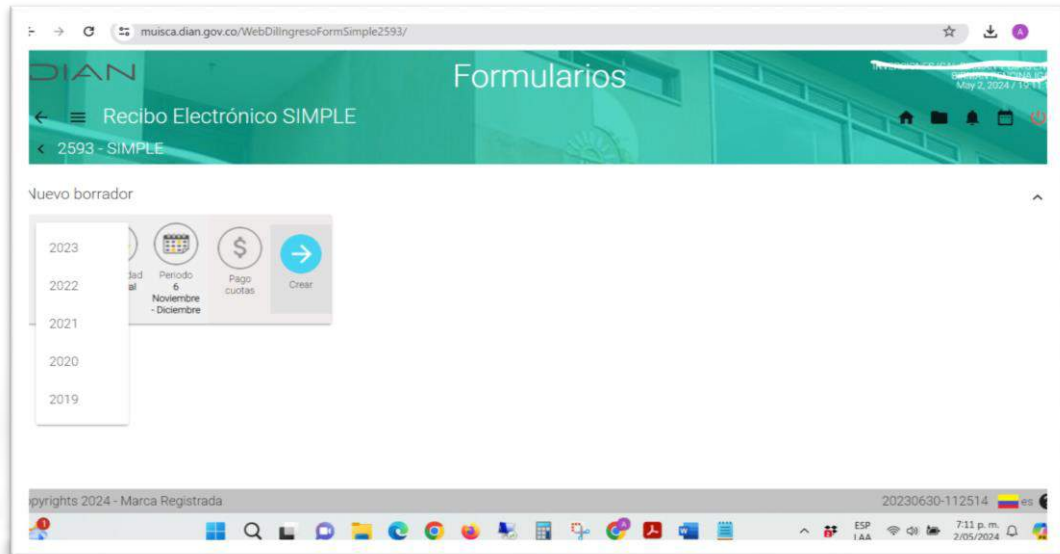 muisca.dian.gov.co/WebDilIngresoFormSimple2593/
A
DIAN
Formularios
May 2, 2024 / 19:11
Recibo Electrónico SIMPLE
2593 - SIMPLE
Nuevo borrador
2023
2022
2021
2020
2019
Periodo
6
Noviembre
- Diciembre
Pago
cuotas
Crear
2024 - Marca Registrada
20230630-112514
es
ESP
LAA
7:11 p. m.
2/05/2024